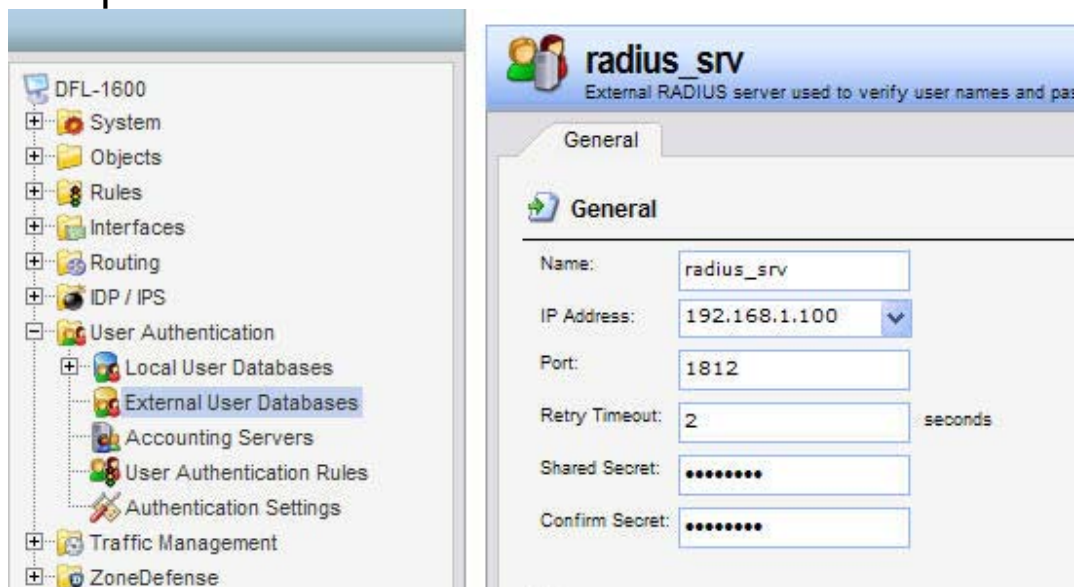 DFL-1600
System
Objects
Rules
Interfaces
Routing
IDP / IPS
User Authentication
Local User Databases
External User Databases
Accounting Servers
User Authentication Rules
Authentication Settings
Traffic Management
ZoneDefense
radius_srv
External RADIUS server used to verify user names and
General
General
Name: radius_srv
IP Address: 192.168.1.100
Port: 1812
Retry Timeout: 2 seconds
Shared Secret: ••••••••
Confirm Secret: ••••••••